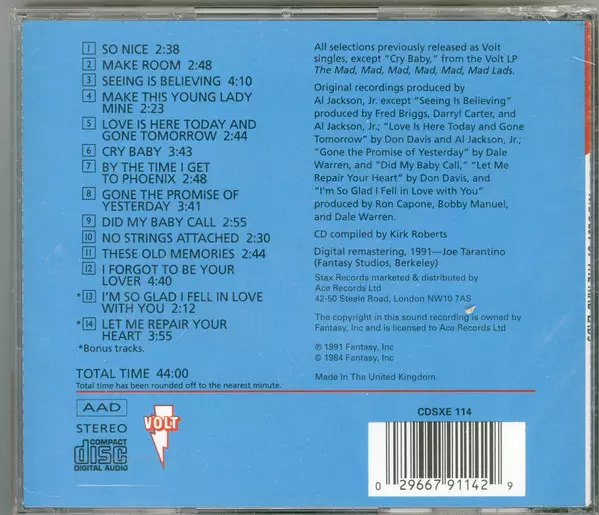 1 SO NICE 2:38
2 MAKE ROOM 2:48
3 SEEING IS BELIEVING 4:10
4 MAKE THIS YOUNG LADY
MINE 2:23
5 LOVE IS HERE TODAY AND
GONE TOMORROW 2:44
6 CRY BABY 3:43
7 BY THE TIME I GET
TO PHOENIX 2:48
8 GONE THE PROMISE OF
YESTERDAY 3:41
9 DID MY BABY CALL 2:55
10 NO STRINGS ATTACHED 2:30
11 THESE OLD MEMORIES 2:44
12 I FORGOT TO BE YOUR
LOVER 4:40
*13 I'M SO GLAD I FELL IN LOVE
WITH YOU 2:12
*14 LET ME REPAIR YOUR
HEART 3:55
*Bonus tracks.
TOTAL TIME 44:00
Total time has been rounded off to the nearest minute.
AAD
STEREO
COMPACT
disc
DIGITAL AUDIO
VOLT
All selections previously released as Volt
singles, except "Cry Baby," from the Volt LP
The Mad, Mad, Mad, Mad, Mad, Mad Lads.
Original recordings produced by
Al Jackson, Jr. except "Seeing Is Believing"
produced by Fred Briggs, Darryl Carter, and
Al Jackson, Jr.; "Love Is Here Today and Gone
Tomorrow" by Don Davis and Al Jackson, Jr.;
"Gone the Promise of Yesterday" by Dale
Warren, and "Did My Baby Call," "Let Me
Repair Your Heart" by Don Davis, and
"I'm So Glad I Fell in Love with You"
produced by Ron Capone, Bobby Manuel,
and Dale Warren.
CD compiled by Kirk Roberts
Digital remastering, 1991—Joe Tarantino
(Fantasy Studios, Berkeley)
Stax Records marketed & distributed by
Ace Records Ltd
42-50 Steele Road, London NW10 7AS
The copyright in this sound recording is owned by
Fantasy, Inc and is licensed to Ace Records Ltd
℗ 1991 Fantasy, Inc
© 1984 Fantasy, Inc
Made In The United Kingdom
CDSXE 114
0 29667 91142 9